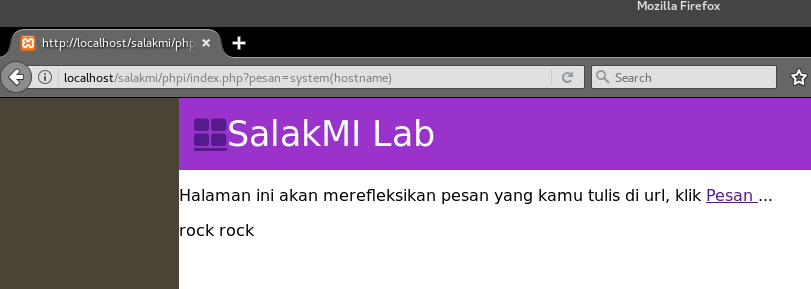 Mozilla Firefox
http://localhost/salakmi/php
localhost/salakmi/phpi/index.php?pesan=system(hostname)
Search
SalakMI Lab
Halaman ini akan merefleksikan pesan yang kamu tulis di url, klik Pesan ...
rock rock